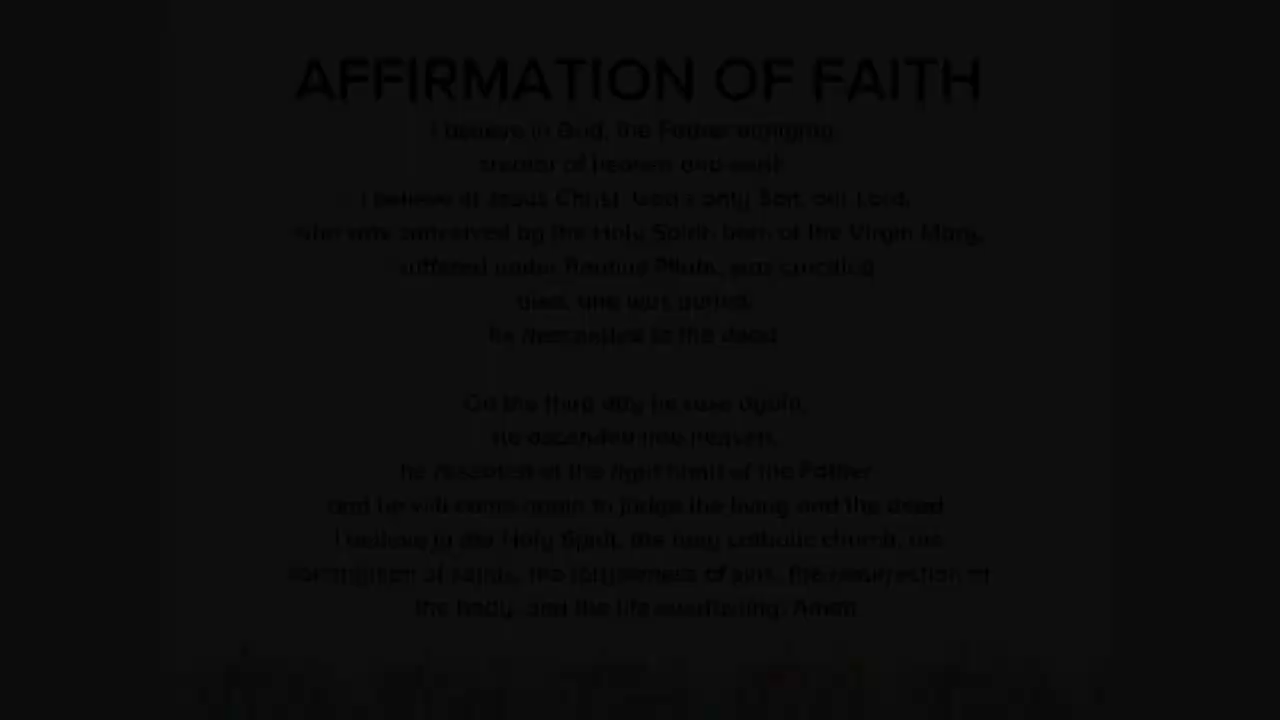 AFFIRMATION OF FAITH
I believe in God, the Father almighty,
creator of heaven and earth
I believe in Jesus Christ, God's only Son, our Lord,
who was conceived by the Holy Spirit, born of the Virgin Mary,
suffered under Pontius Pilate, was crucified
died, and was buried,
he descended to the dead
On the third day he rose again,
he ascended into heaven,
he is seated at the right hand of the Father
and he will come again to judge the living and the dead
I believe in the Holy Spirit, the holy catholic church, the
communion of saints, the forgiveness of sins, the resurrection of
the body, and the life everlasting. Amen